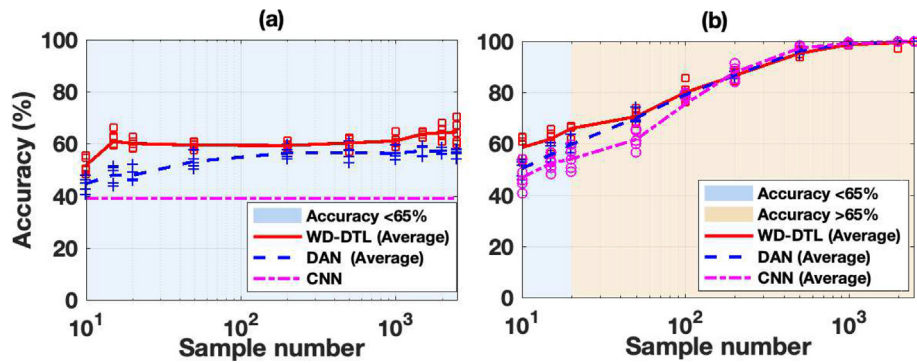 (a)
100
80
60
40
20
0
Accuracy (%)
10^1
10^2
10^3
Sample number
Accuracy <65%
WD-DTL (Average)
DAN (Average)
CNN
(b)
100
80
60
40
20
0
10^1
10^2
10^3
Sample number
Accuracy <65%
Accuracy >65%
WD-DTL (Average)
DAN (Average)
CNN (Average)